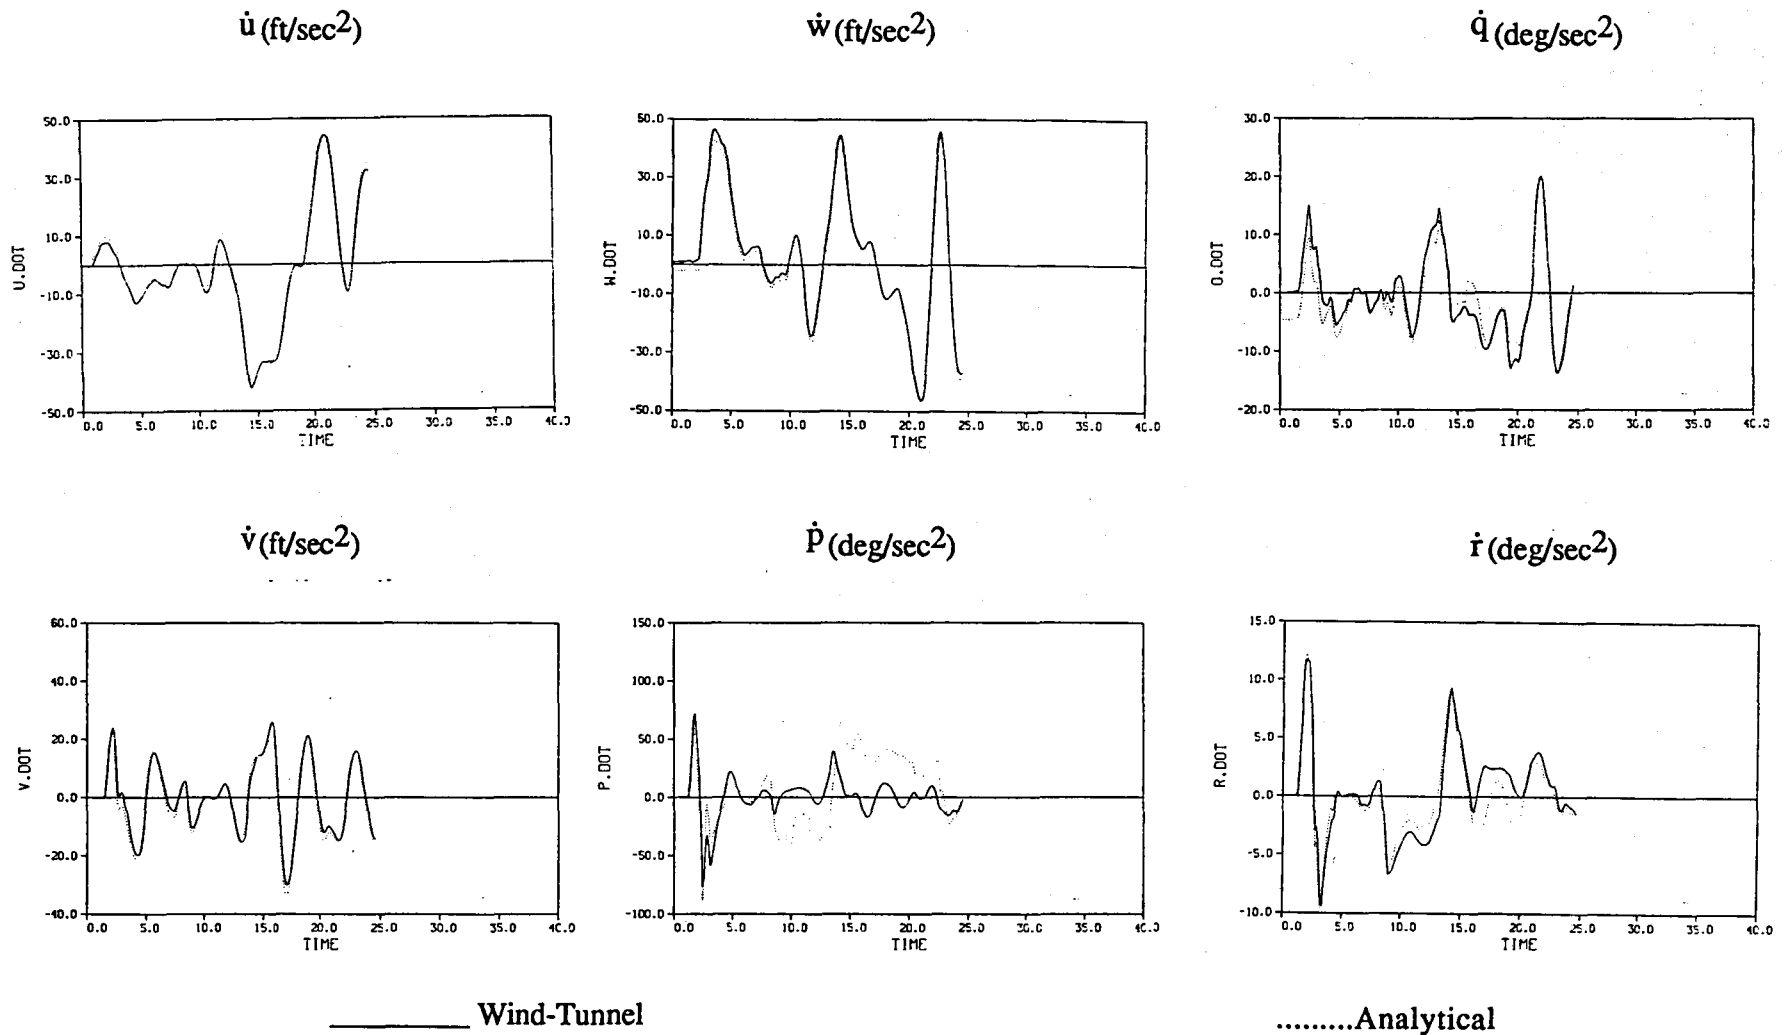 u̇ (ft/sec2)
ẇ (ft/sec2)
q̇ (deg/sec2)
50.0
30.0
10.0
-10.0
-30.0
-50.0
U.DOT
0.0 5.0 10.0 15.0 20.0 25.0 30.0 35.0 40.0
TIME
50.0
30.0
10.0
-10.0
-30.0
-50.0
W.DOT
0.0 5.0 10.0 15.0 20.0 25.0 30.0 35.0 40.0
TIME
30.0
20.0
10.0
0.0
-10.0
-20.0
Q.DOT
0.0 5.0 10.0 15.0 20.0 25.0 30.0 35.0 40.0
TIME
v̇ (ft/sec2)
ṗ (deg/sec2)
ṙ (deg/sec2)
60.0
40.0
20.0
0.0
-20.0
-40.0
V.DOT
0.0 5.0 10.0 15.0 20.0 25.0 30.0 35.0 40.0
TIME
150.0
100.0
50.0
0.0
-50.0
-100.0
P.DOT
0.0 5.0 10.0 15.0 20.0 25.0 30.0 35.0 40.0
TIME
15.0
10.0
5.0
0.0
-5.0
-10.0
R.DOT
0.0 5.0 10.0 15.0 20.0 25.0 30.0 35.0 40.0
TIME
Wind-Tunnel
.........Analytical